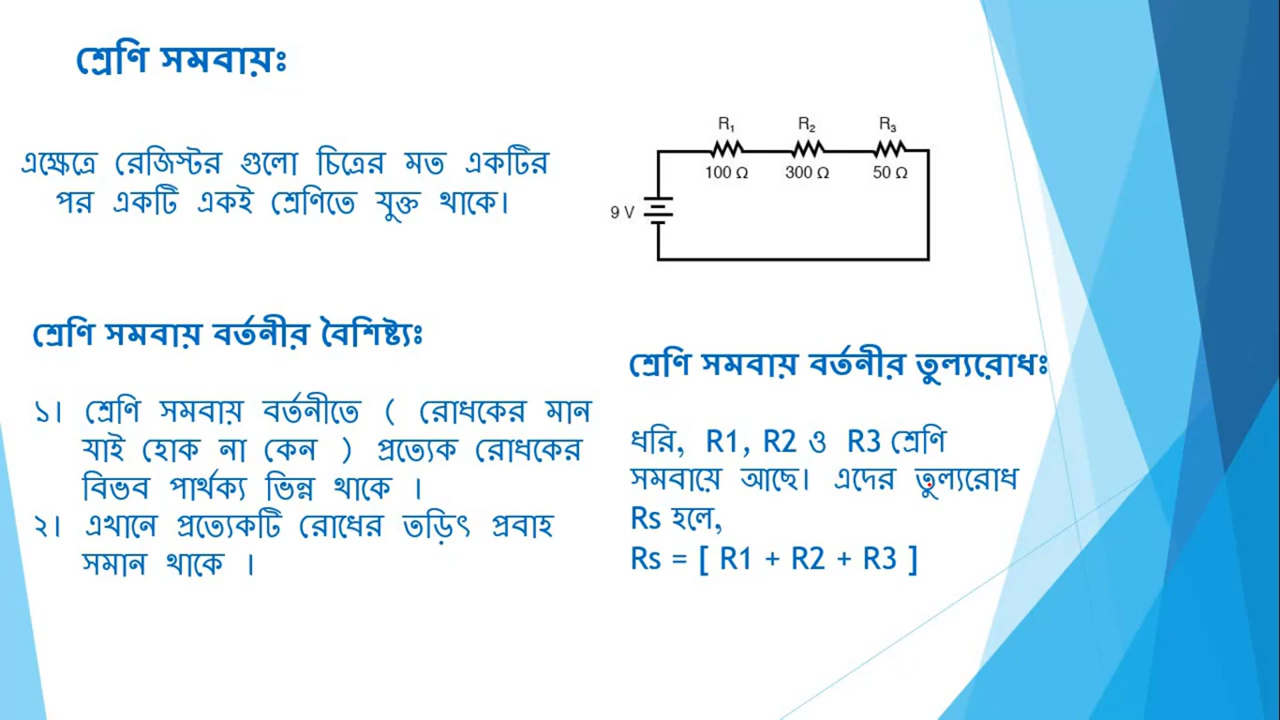 শ্রেণি সমবায়ঃ
এক্ষেত্রে রেজিস্টর গুলো চিত্রের মত একটির
পর একটি একই শ্রেণিতে যুক্ত থাকে।
R1 R2 R3
100 Ω 300 Ω 50 Ω
9 V
শ্রেণি সমবায় বর্তনীর বৈশিষ্ট্যঃ
১। শ্রেণি সমবায় বর্তনীতে ( রোধকের মান
যাই হোক না কেন ) প্রত্যেক রোধকের
বিভব পার্থক্য ভিন্ন থাকে ।
২। এখানে প্রত্যেকটি রোধের তড়িৎ প্রবাহ
সমান থাকে ।
শ্রেণি সমবায় বর্তনীর তুল্যরোধঃ
ধরি, R1, R2 ও R3 শ্রেণি
সমবায়ে আছে। এদের তুল্যরোধ
Rs হলে,
Rs = [ R1 + R2 + R3 ]